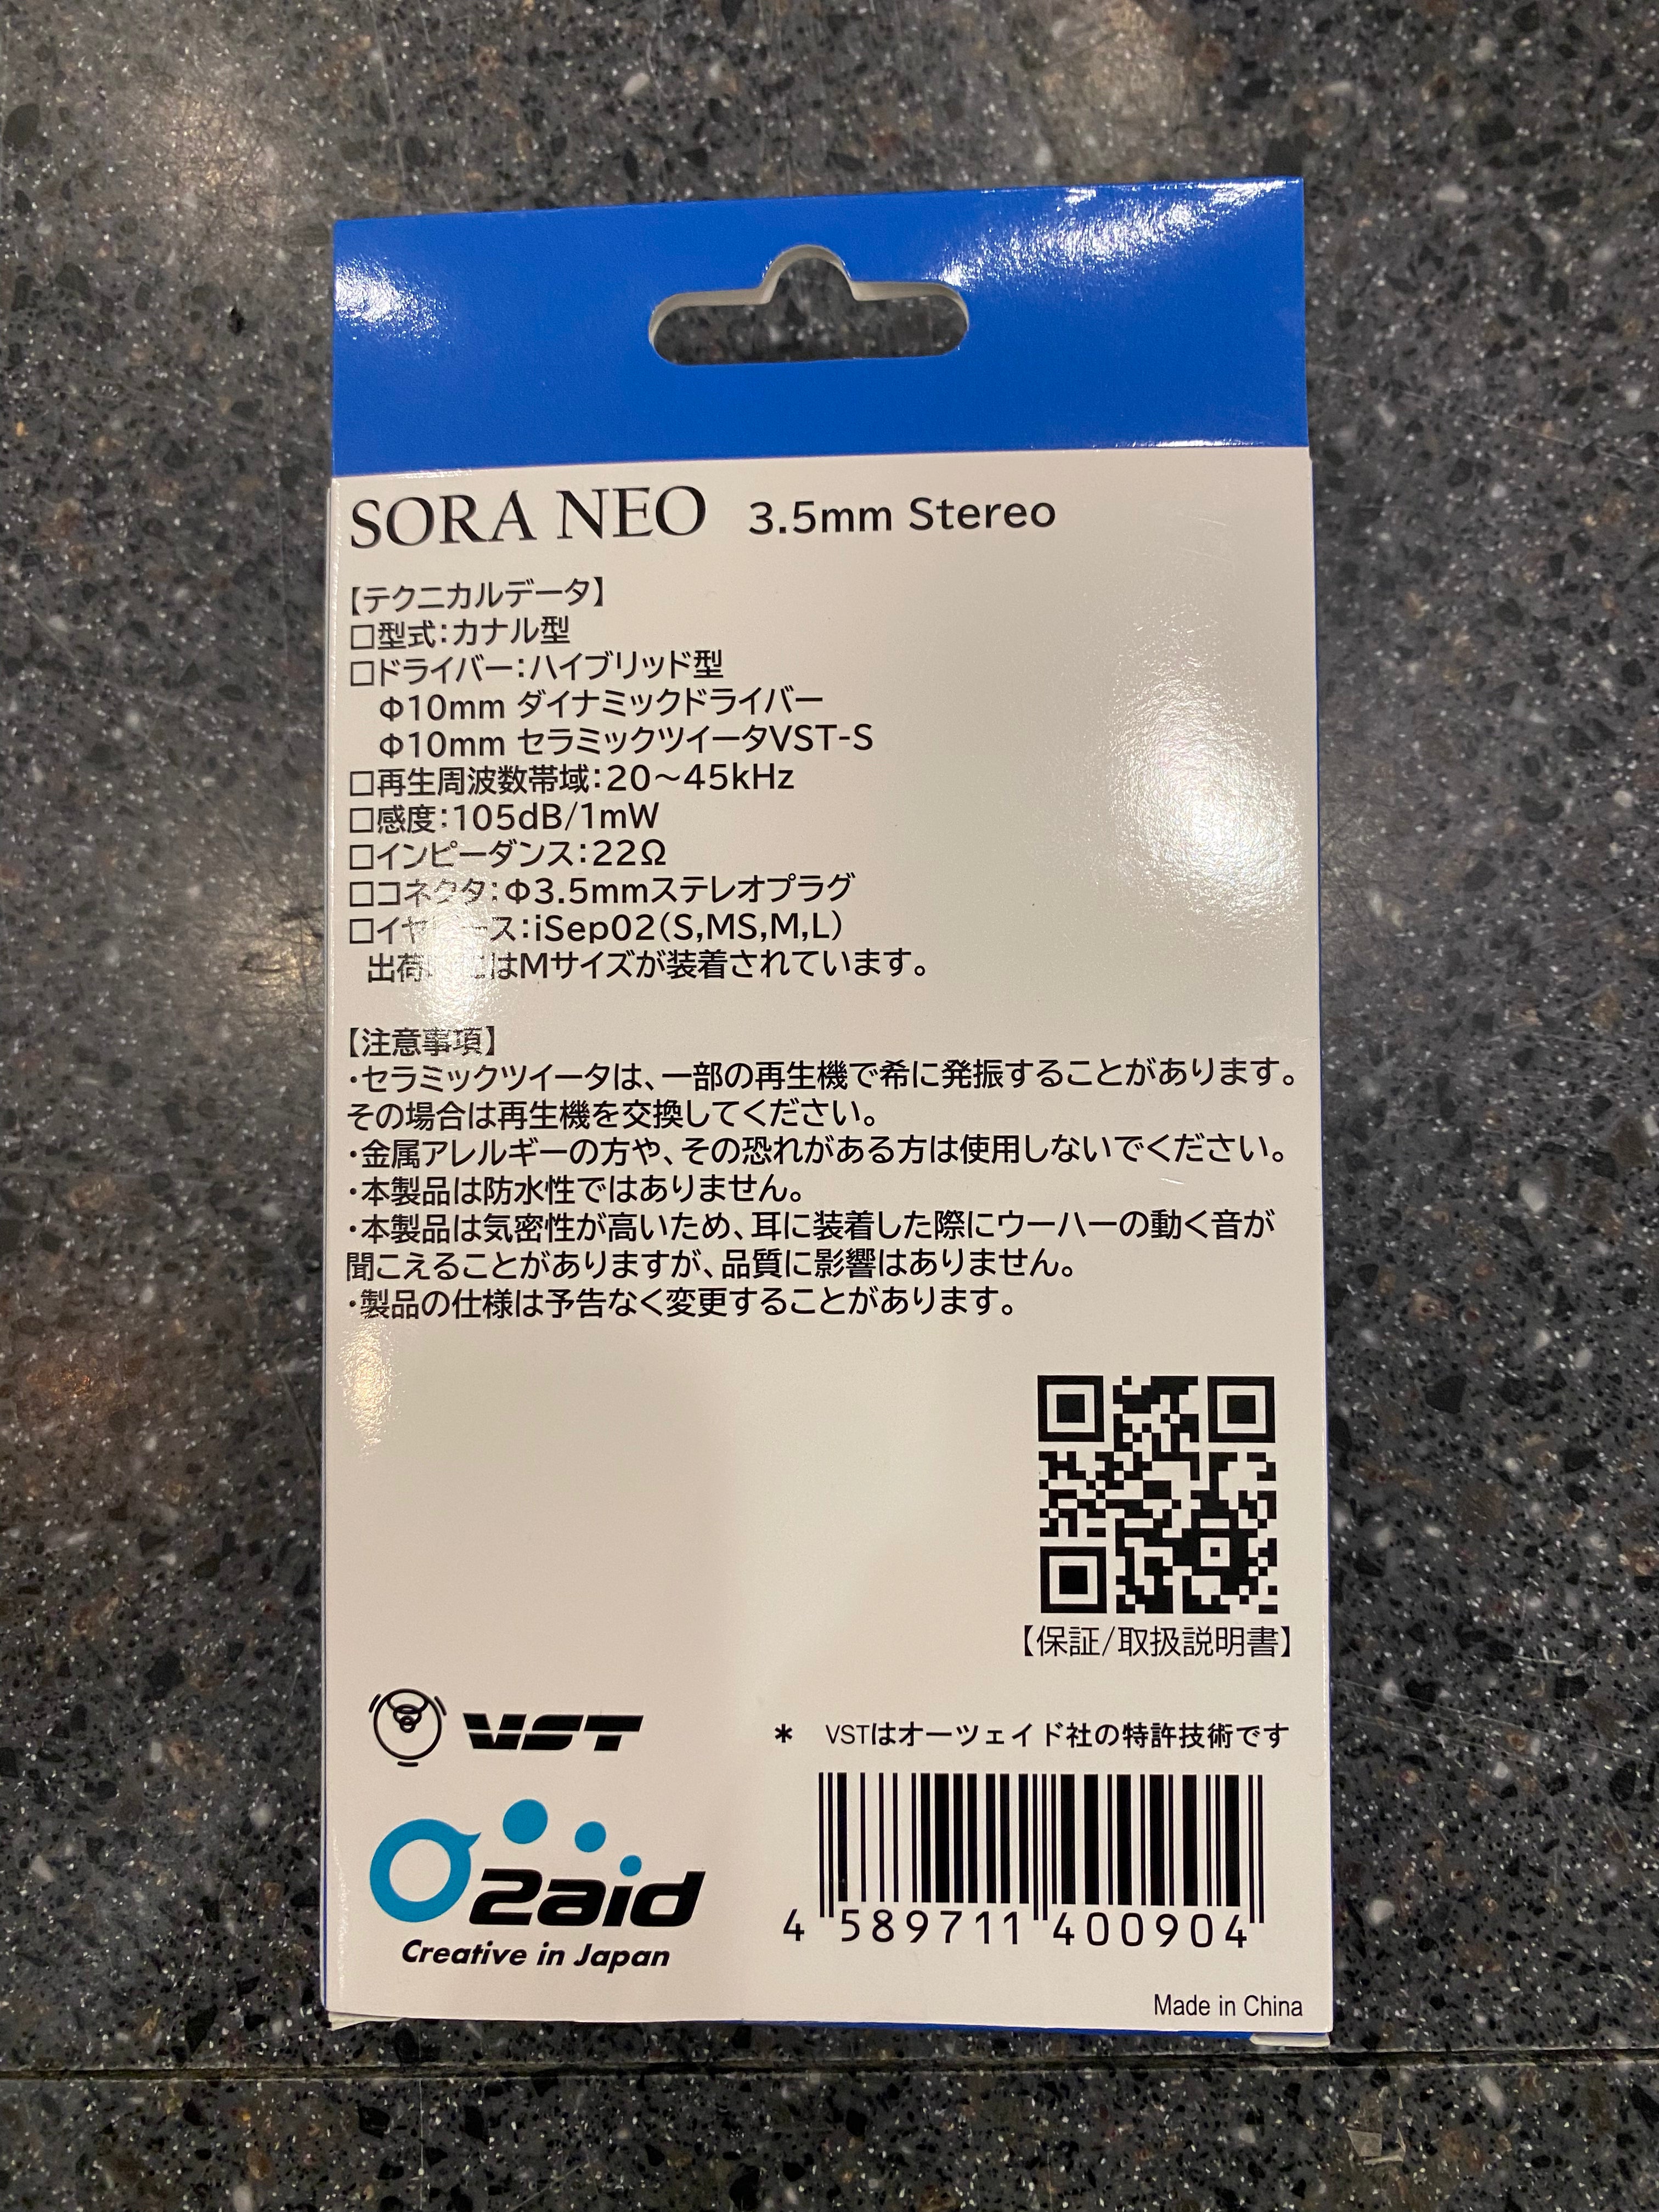 SORA NEO 3.5mm Stereo
【テクニカルデータ】
□型式：カナル型
□ドライバー：ハイブリッド型
Φ10mm ダイナミックドライバー
Φ10mm セラミックツイータVST-S
□再生周波数帯域：20～45kHz
□感度：105dB/1mW
□インピーダンス：22Ω
□コネクタ：Φ3.5mmステレオプラグ
□イヤピース：iSep02（S,MS,M,L）
出荷にはMサイズが装着されています。
【注意事項】
・セラミックツイータは、一部の再生機で希に発振することがあります。
その場合は再生機を交換してください。
・金属アレルギーの方や、その恐れがある方は使用しないでください。
・本製品は防水性ではありません。
・本製品は気密性が高いため、耳に装着した際にウーハーの動く音が
聞こえることがありますが、品質に影響はありません。
・製品の仕様は予告なく変更することがあります。
【保証/取扱説明書】
VST
* VSTはオーツェイド社の特許技術です
O2aid
Creative in Japan
4 589711 400904
Made in China